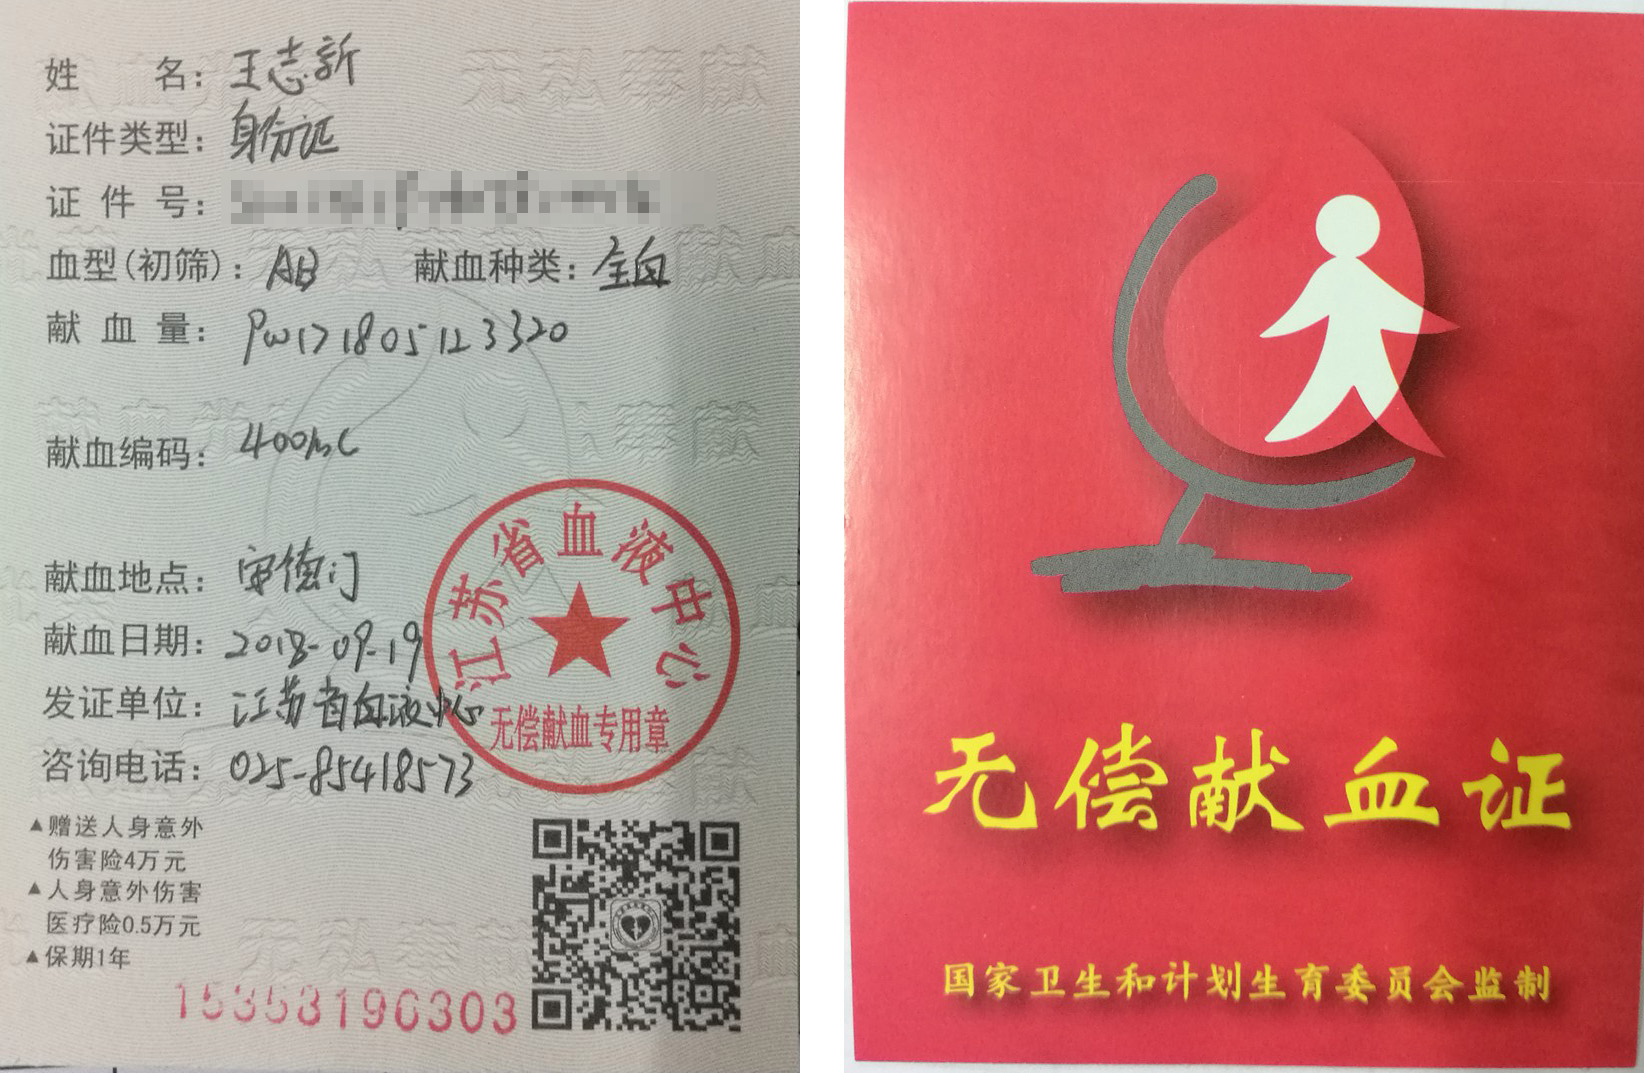 姓 名：王志新
证件类型：身份证
证件号：
血型(初筛)：AB 献血种类：全血
献血量：PW1718051123320
献血编码：400mL
献血地点：安德门
献血日期：2018-09-19
发证单位：江苏省血液中心
咨询电话：025-85418573
江苏省血液中心
无偿献血专用章
▲赠送人身意外
伤害险4万元
▲人身意外伤害
医疗险0.5万元
▲保期1年
15353196303
无偿献血证
国家卫生和计划生育委员会监制